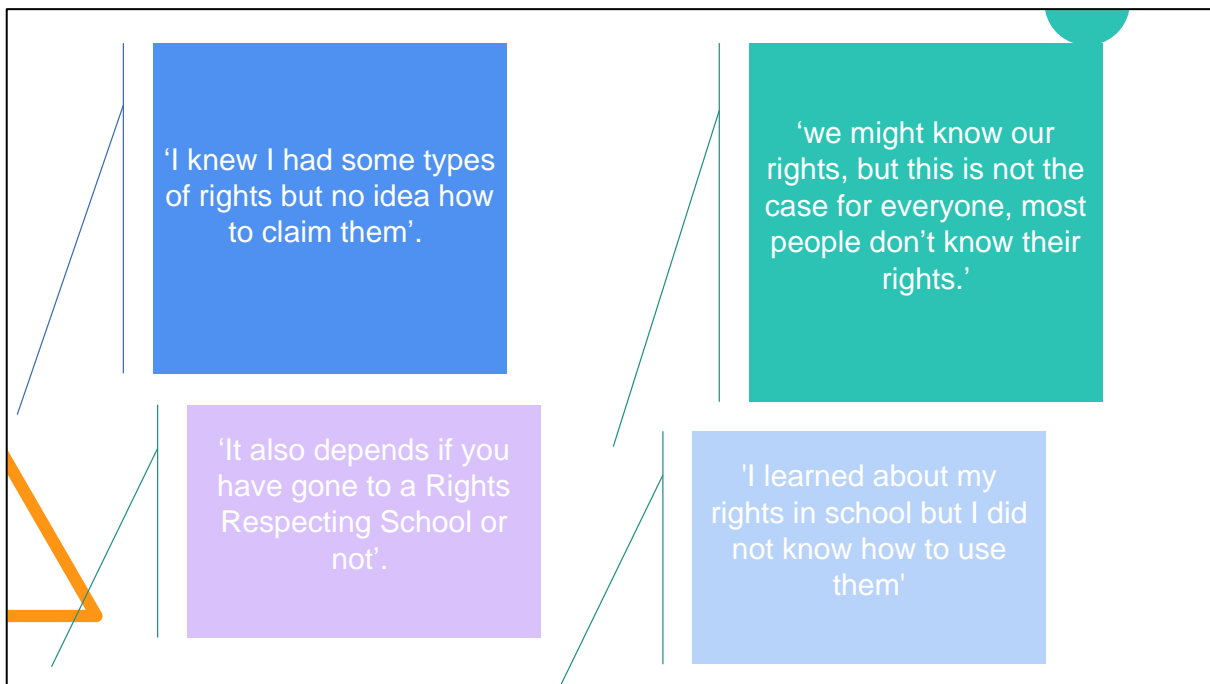 ‘I knew I had some types
of rights but no idea how
to claim them’.
‘we might know our
rights, but this is not the
case for everyone, most
people don’t know their
rights.’
‘It also depends if you
have gone to a Rights
Respecting School or
not’.
'I learned about my
rights in school but I did
not know how to use
them'